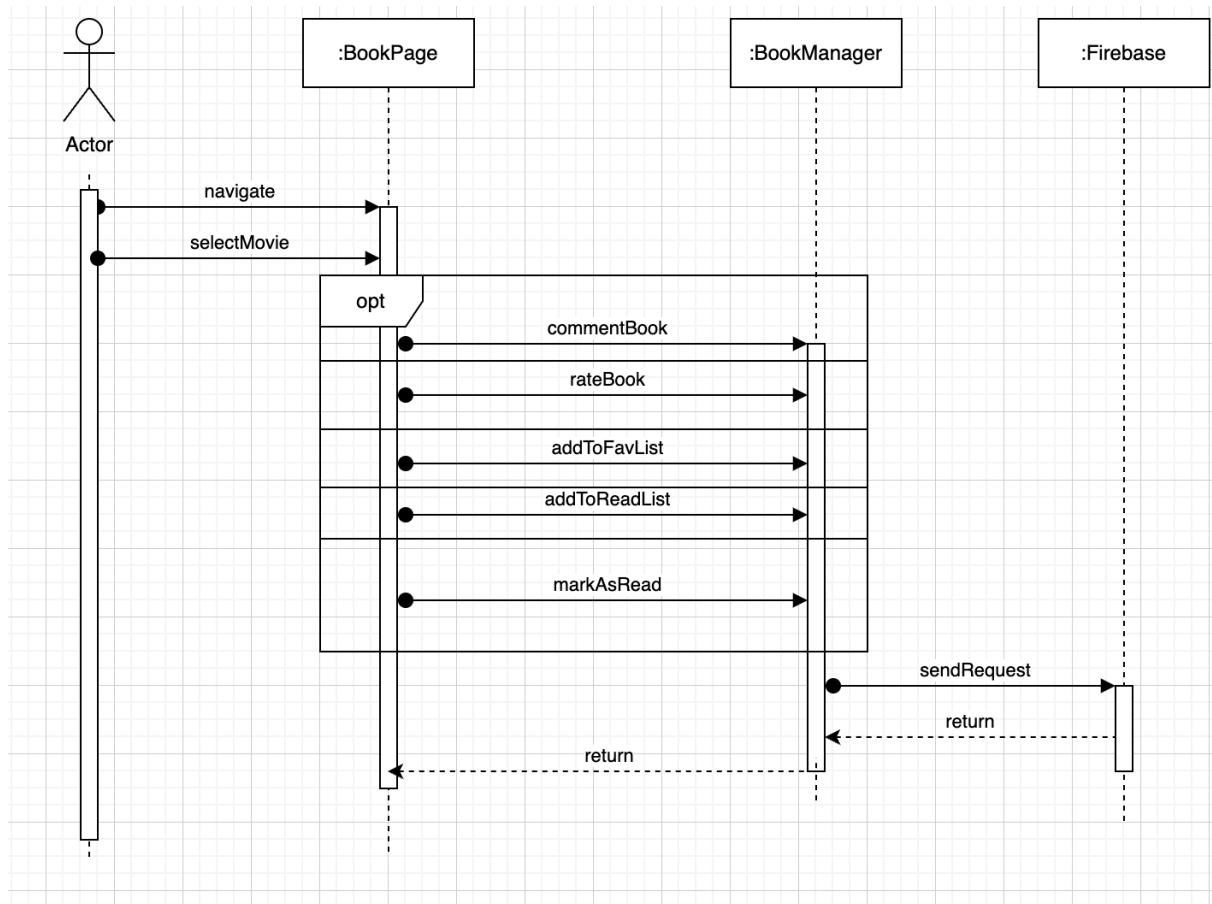 :BookPage
:BookManager
:Firebase
Actor
navigate
selectMovie
opt
commentBook
rateBook
addToFavList
addToReadList
markAsRead
sendRequest
return
return